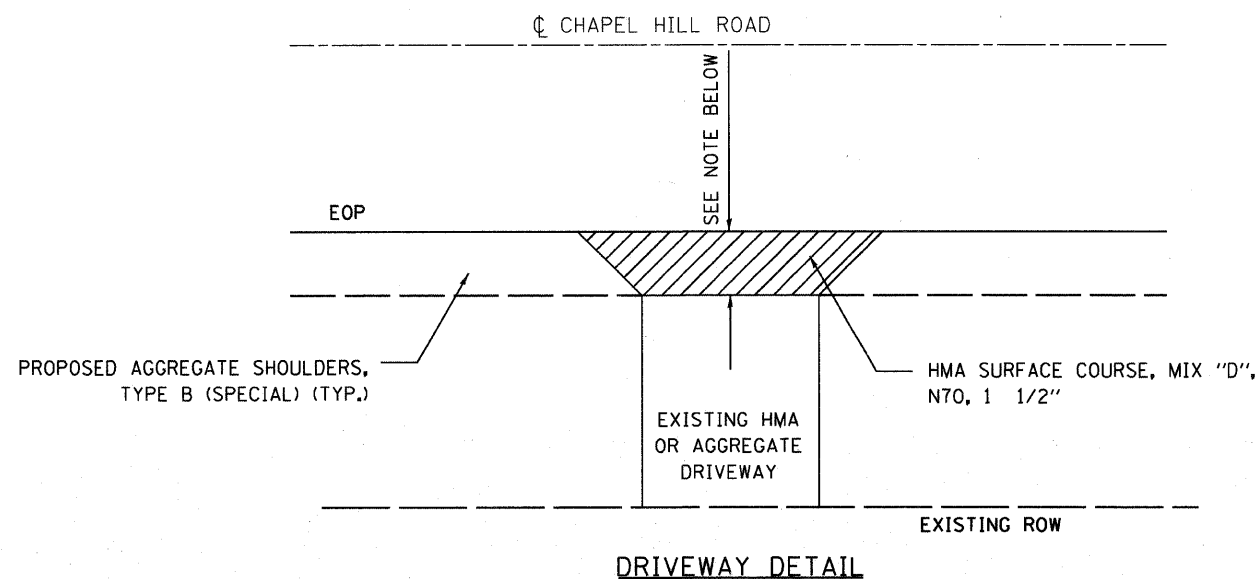 ℄ CHAPEL HILL ROAD
SEE NOTE BELOW
EOP
PROPOSED AGGREGATE SHOULDERS,
TYPE B (SPECIAL) (TYP.)
HMA SURFACE COURSE, MIX "D",
N70, 1 1/2"
EXISTING HMA
OR AGGREGATE
DRIVEWAY
EXISTING ROW
DRIVEWAY DETAIL